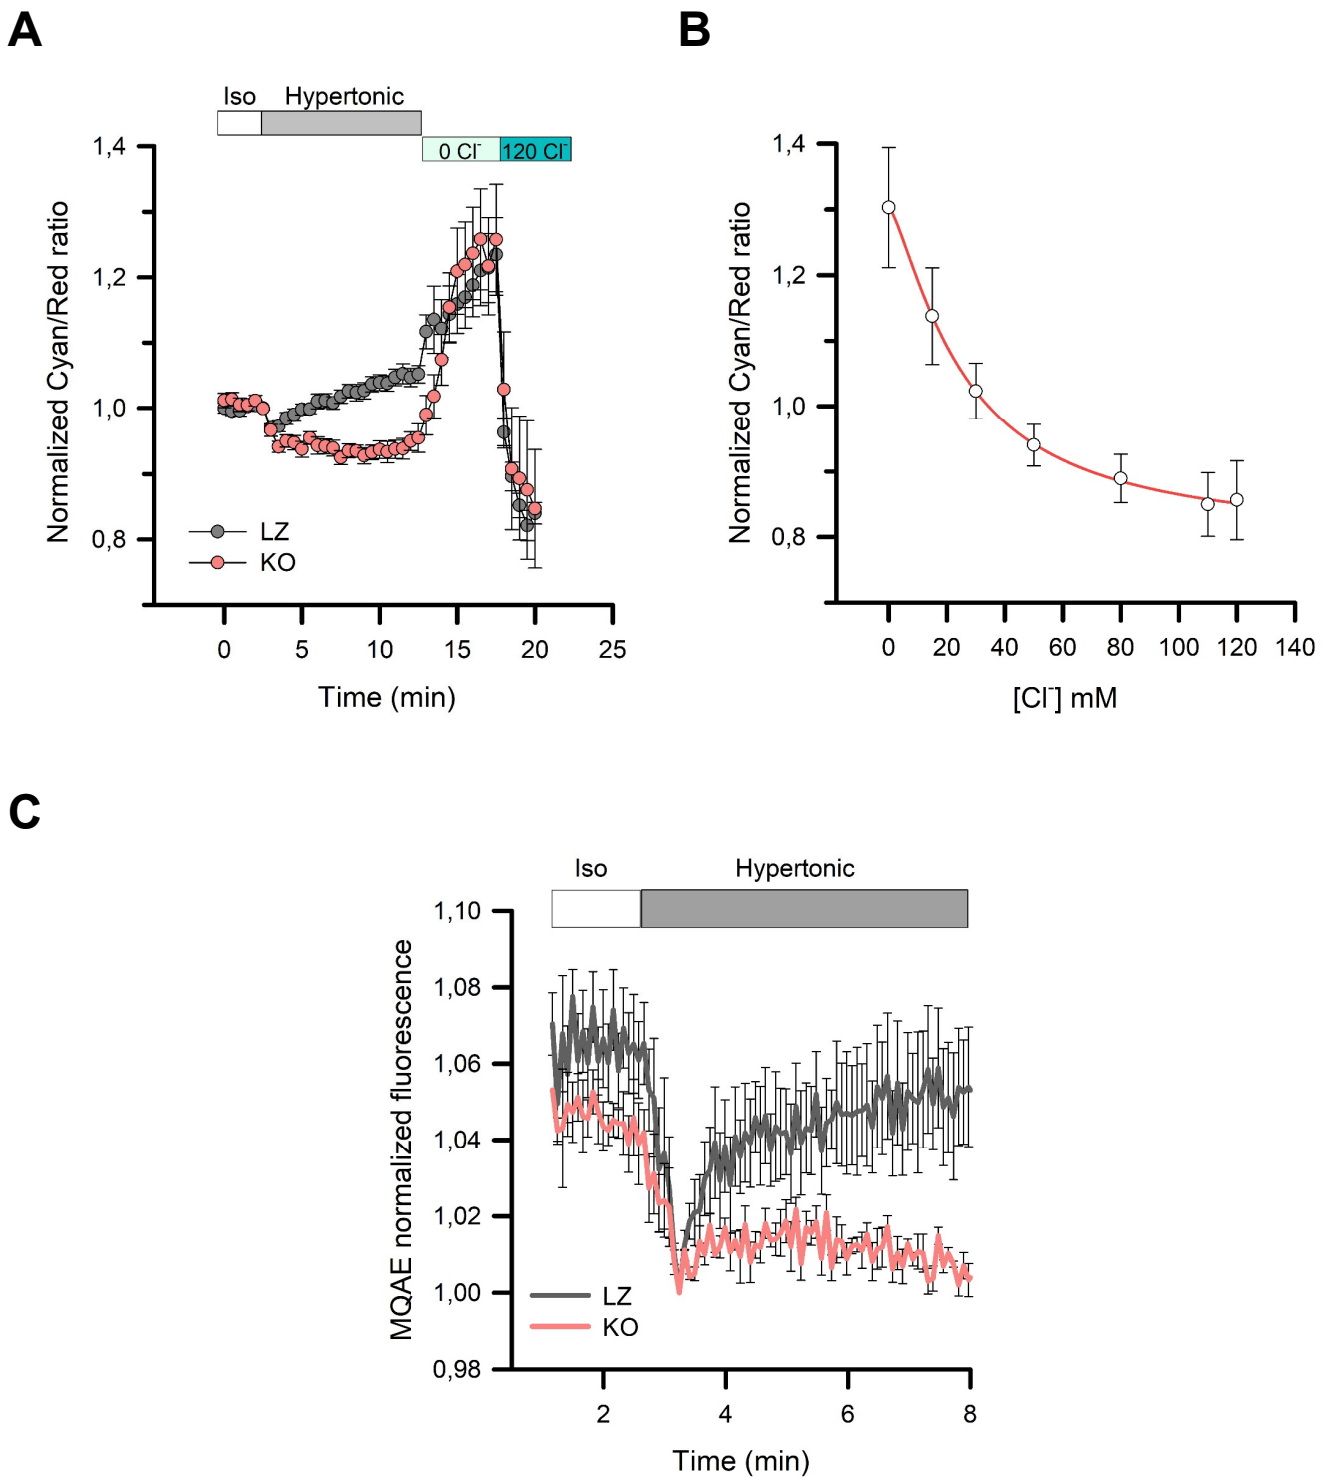 A
Iso Hypertonic
0 Cl⁻ 120 Cl⁻
Normalized Cyan/Red ratio
1,4
1,2
1,0
0,8
LZ
KO
0 5 10 15 20 25
Time (min)
B
Normalized Cyan/Red ratio
1,4
1,2
1,0
0,8
0 20 40 60 80 100 120 140
[Cl⁻] mM
C
Iso Hypertonic
MQAE normalized fluorescence
1,10
1,08
1,06
1,04
1,02
1,00
0,98
LZ
KO
2 4 6 8
Time (min)